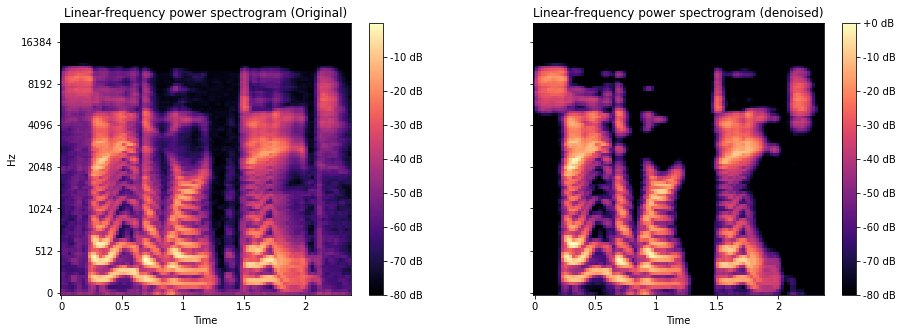 Linear-frequency power spectrogram (Original)
Linear-frequency power spectrogram (denoised)
16384
8192
4096
2048
1024
512
0
Hz
0 0.5 1 1.5 2
Time
-10 dB
-20 dB
-30 dB
-40 dB
-50 dB
-60 dB
-70 dB
-80 dB
0 0.5 1 1.5 2
Time
+0 dB
-10 dB
-20 dB
-30 dB
-40 dB
-50 dB
-60 dB
-70 dB
-80 dB